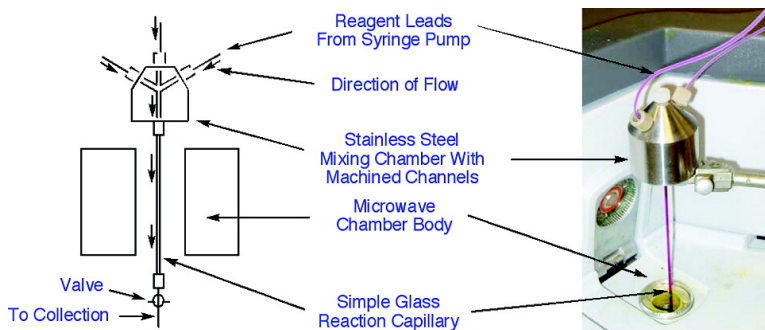 Reagent Leads
From Syringe Pump
Direction of Flow
Stainless Steel
Mixing Chamber With
Machined Channels
Microwave
Chamber Body
Valve
To Collection
Simple Glass
Reaction Capillary